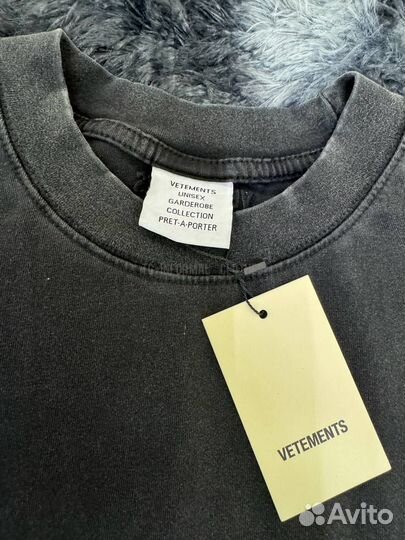 VETEMENTS
UNISEX
GARDEROBE
COLLECTION
PRET-A-PORTER
VETEMENTS
Avito